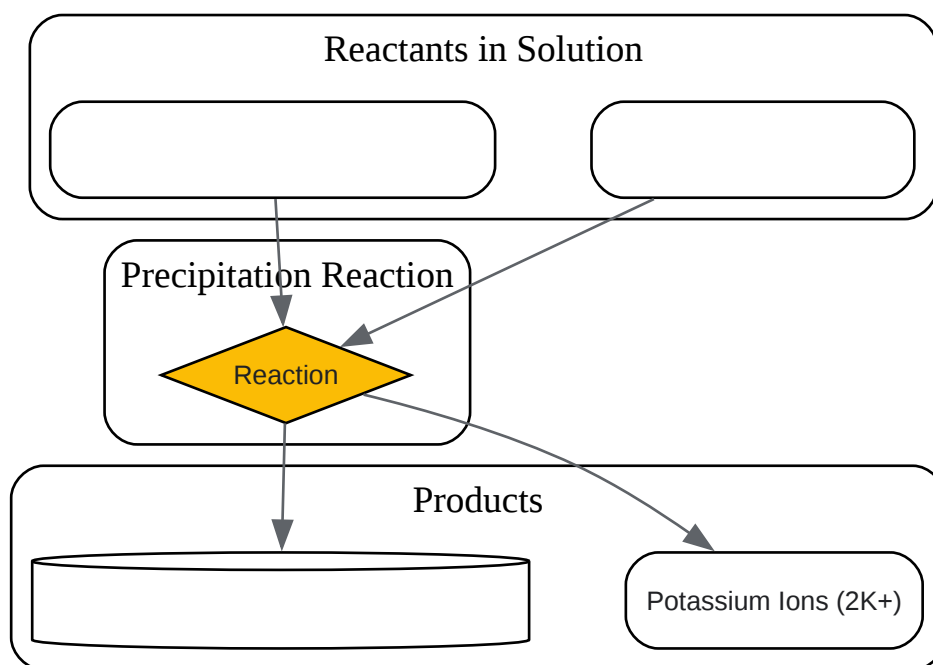 Reactants in Solution
Precipitation Reaction
Reaction
Products
Potassium Ions (2K+)